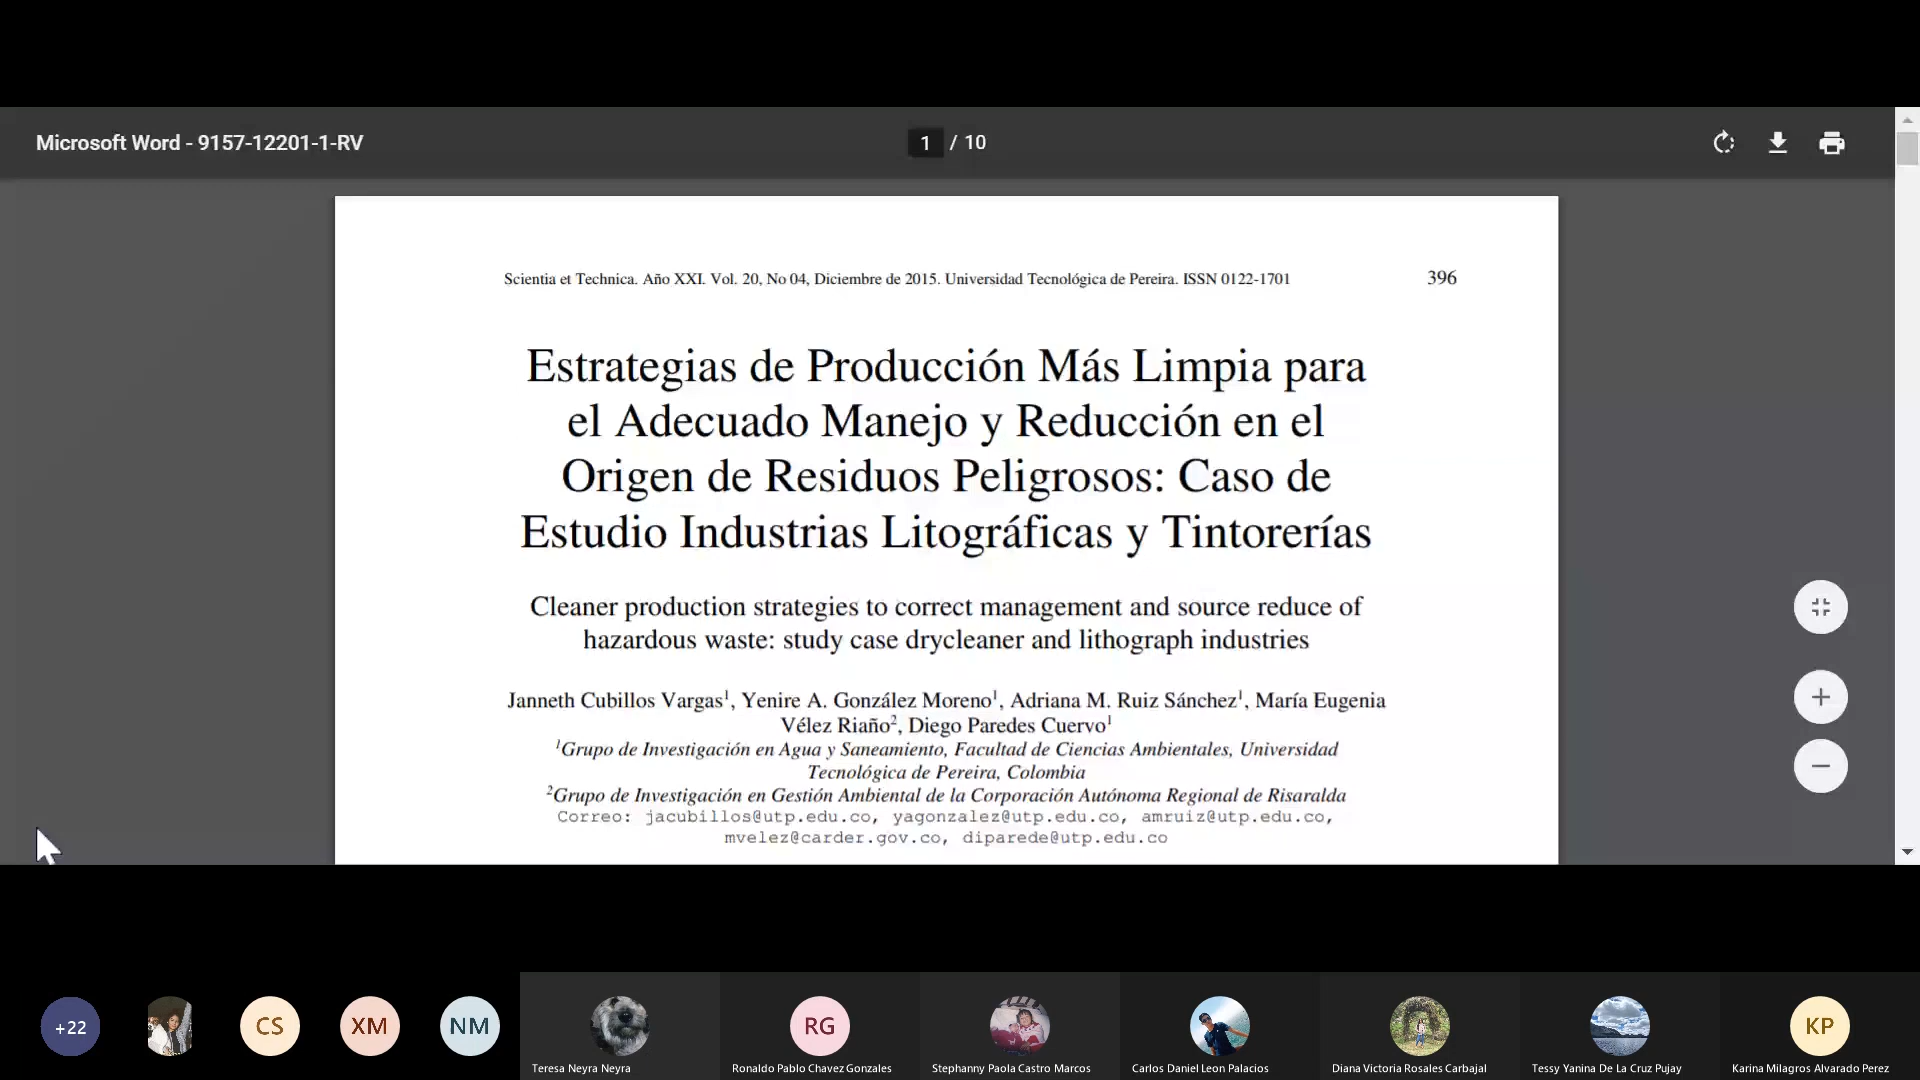 Microsoft Word - 9157-12201-1-RV
1 / 10
Scientia et Technica. Año XXI. Vol. 20, No 04, Diciembre de 2015. Universidad Tecnológica de Pereira. ISSN 0122-1701
396
Estrategias de Producción Más Limpia para
el Adecuado Manejo y Reducción en el
Origen de Residuos Peligrosos: Caso de
Estudio Industrias Litográficas y Tintorerías
Cleaner production strategies to correct management and source reduce of
hazardous waste: study case drycleaner and lithograph industries
Janneth Cubillos Vargas¹, Yenire A. González Moreno¹, Adriana M. Ruiz Sánchez¹, María Eugenia
Vélez Riaño², Diego Paredes Cuervo¹
¹Grupo de Investigación en Agua y Saneamiento, Facultad de Ciencias Ambientales, Universidad
Tecnológica de Pereira, Colombia
²Grupo de Investigación en Gestión Ambiental de la Corporación Autónoma Regional de Risaralda
Correo: jacubillos@utp.edu.co, yagonzalez@utp.edu.co, amruiz@utp.edu.co,
mvelez@carder.gov.co, diparede@utp.edu.co
+22
CS
XM
NM
RG
KP
Teresa Neyra Neyra
Ronaldo Pablo Chavez Gonzales
Stephanny Paola Castro Marcos
Carlos Daniel Leon Palacios
Diana Victoria Rosales Carbajal
Tessy Yanina De La Cruz Pujay
Karina Milagros Alvarado Perez